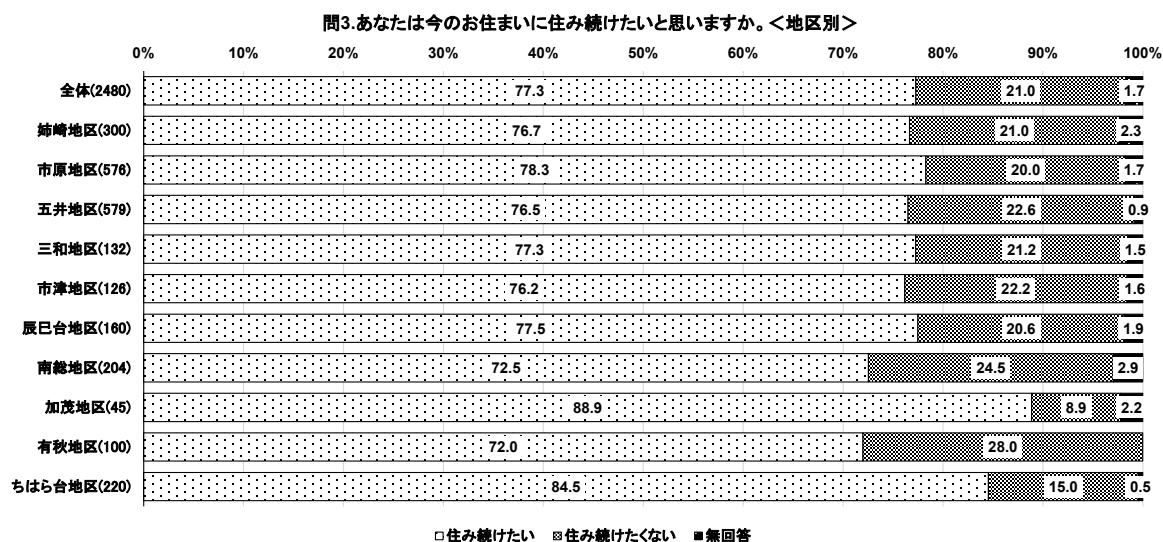 問3.あなたは今のお住まいに住み続けたいと思いますか。＜地区別＞
0% 10% 20% 30% 40% 50% 60% 70% 80% 90% 100%
全体(2480) 77.3 21.0 1.7
姉崎地区(300) 76.7 21.0 2.3
市原地区(576) 78.3 20.0 1.7
五井地区(579) 76.5 22.6 0.9
三和地区(132) 77.3 21.2 1.5
市津地区(126) 76.2 22.2 1.6
辰巳台地区(160) 77.5 20.6 1.9
南総地区(204) 72.5 24.5 2.9
加茂地区(45) 88.9 8.9 2.2
有秋地区(100) 72.0 28.0
ちはら台地区(220) 84.5 15.0 0.5
住み続けたい 住み続けたくない 無回答